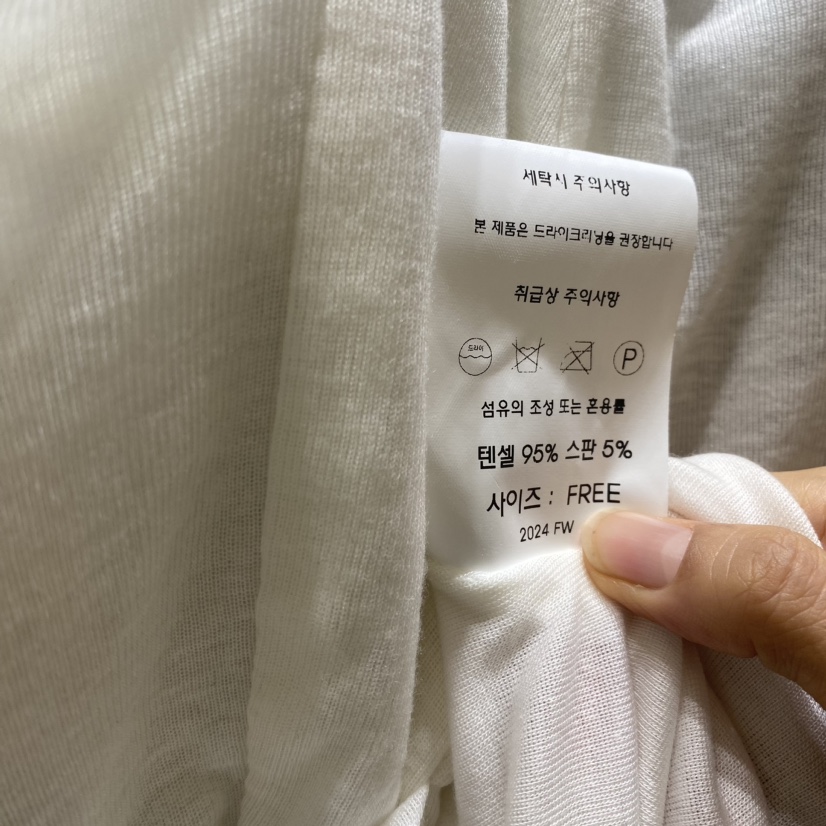 세탁시 주의사항
본 제품은 드라이크리닝을 권장합니다
취급상 주의사항
드라이
P
섬유의 조성 또는 혼용률
텐셀 95% 스판 5%
사이즈 : FREE
2024 FW